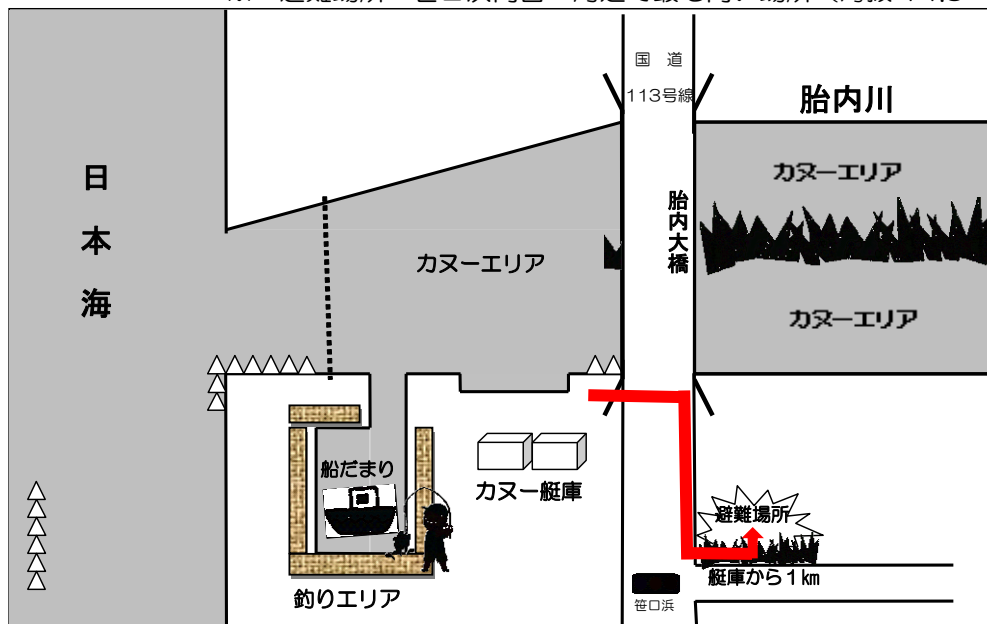 国 道
113号線
胎内川
カヌーエリア
日本海
胎内大橋
カヌーエリア
カヌーエリア
船だまり
カヌー艇庫
避難場所
艇庫から1km
釣りエリア
笹口浜